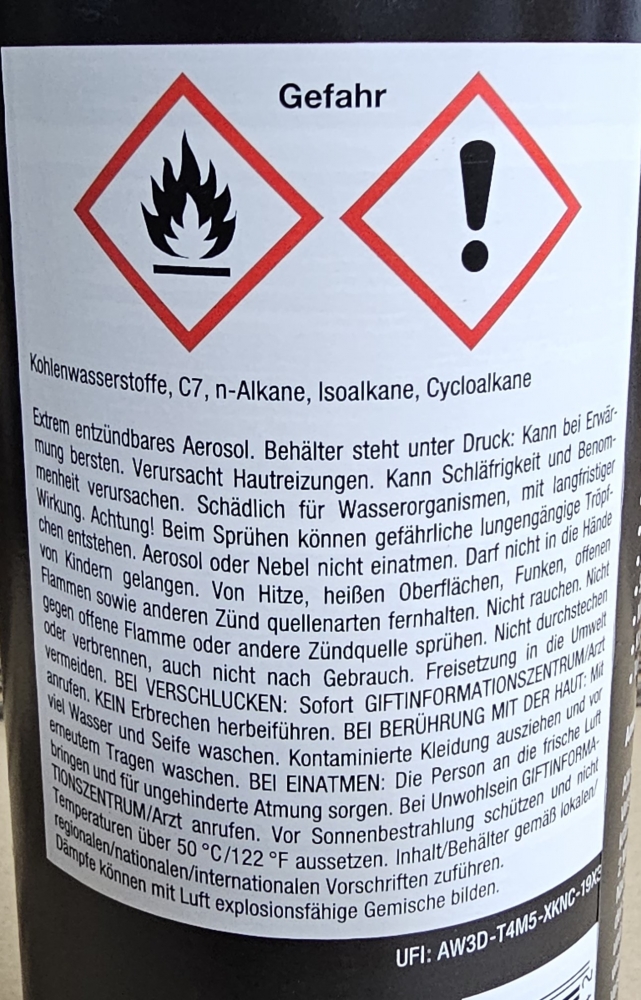 Gefahr
Kohlenwasserstoffe, C7, n-Alkane, Isoalkane, Cycloalkane
Extrem entzündbares Aerosol. Behälter steht unter Druck: Kann bei Erwär-
mung bersten. Verursacht Hautreizungen. Kann Schläfrigkeit und Benom-
menheit verursachen. Schädlich für Wasserorganismen, mit langfristiger
Wirkung. Achtung! Beim Sprühen können gefährliche lungengängige Tröpf-
chen entstehen. Aerosol oder Nebel nicht einatmen. Darf nicht in die Hände
von Kindern gelangen. Von Hitze, heißen Oberflächen, Funken, offenen
Flammen sowie anderen Zünd quellenarten fernhalten. Nicht rauchen. Nicht
gegen offene Flamme oder andere Zündquelle sprühen. Nicht durchstechen
oder verbrennen, auch nicht nach Gebrauch. Freisetzung in die Umwelt
vermeiden. BEI VERSCHLUCKEN: Sofort GIFTINFORMATIONSZENTRUM/Arzt
anrufen. KEIN Erbrechen herbeiführen. BEI BERÜHRUNG MIT DER HAUT: Mit
viel Wasser und Seife waschen. Kontaminierte Kleidung ausziehen und vor
erneutem Tragen waschen. BEI EINATMEN: Die Person an die frische Luft
bringen und für ungehinderte Atmung sorgen. Bei Unwohlsein GIFTINFORMA-
TIONSZENTRUM/Arzt anrufen. Vor Sonnenbestrahlung schützen und nicht
Temperaturen über 50 °C/122 °F aussetzen. Inhalt/Behälter gemäß lokalen/
regionalen/nationalen/internationalen Vorschriften zuführen.
Dämpfe können mit Luft explosionsfähige Gemische bilden.
UFI: AW3D-T4M5-XKNC-19X